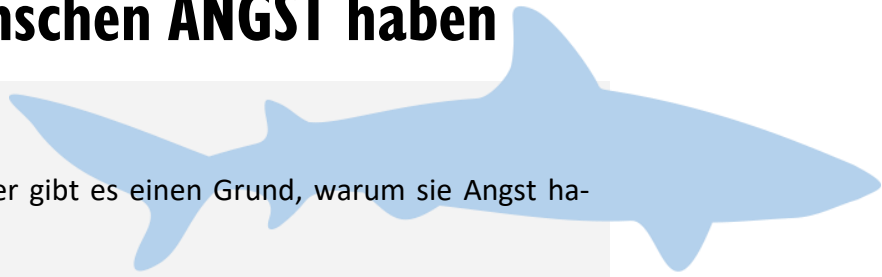 nschen ANGST haben
er gibt es einen Grund, warum sie Angst ha-